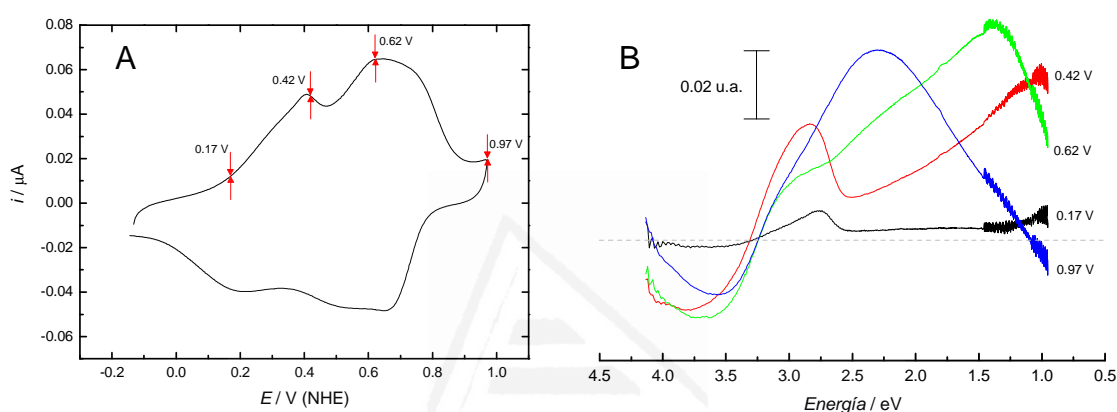 A
0.08
0.06
0.04
0.02
0.00
-0.02
-0.04
-0.06
i / μA
0.17 V
0.42 V
0.62 V
0.97 V
-0.2 0.0 0.2 0.4 0.6 0.8 1.0
E / V (NHE)
B
0.02 u.a.
0.42 V
0.62 V
0.17 V
0.97 V
4.5 4.0 3.5 3.0 2.5 2.0 1.5 1.0 0.5
Energía / eV